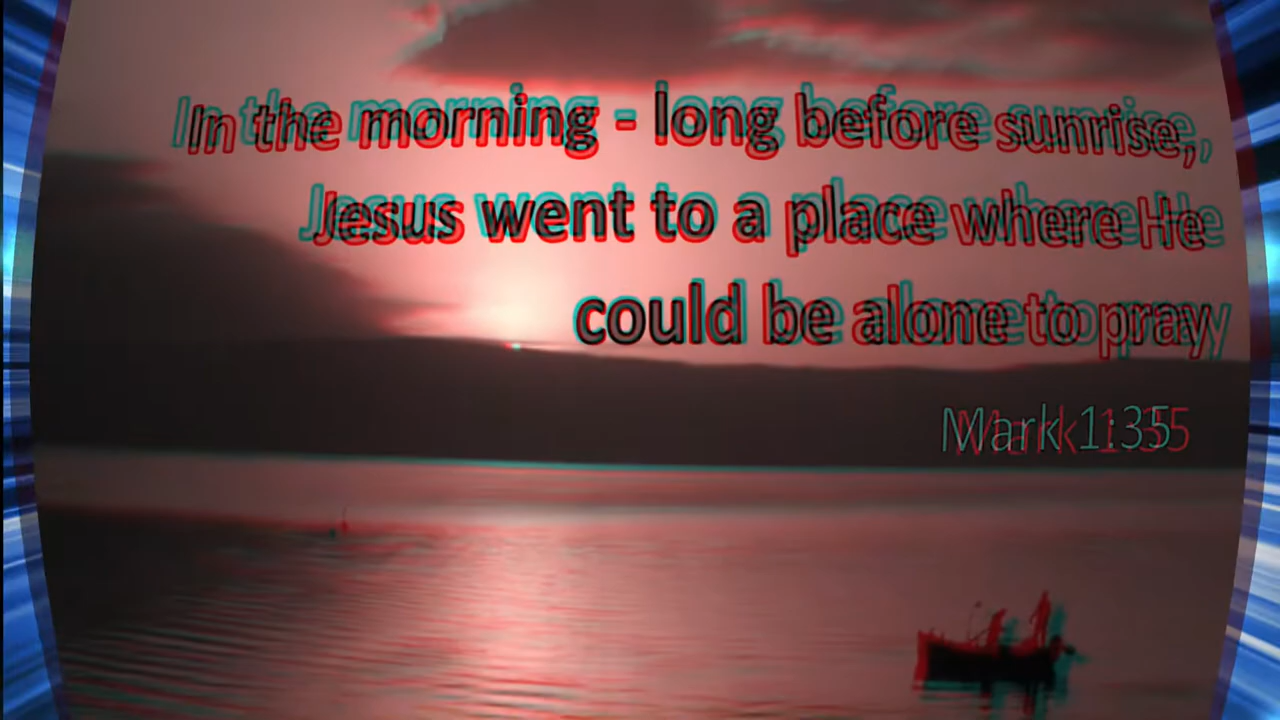 In the morning - long before sunrise,
Jesus went to a place where He
could be alone to pray
Mark 1:35